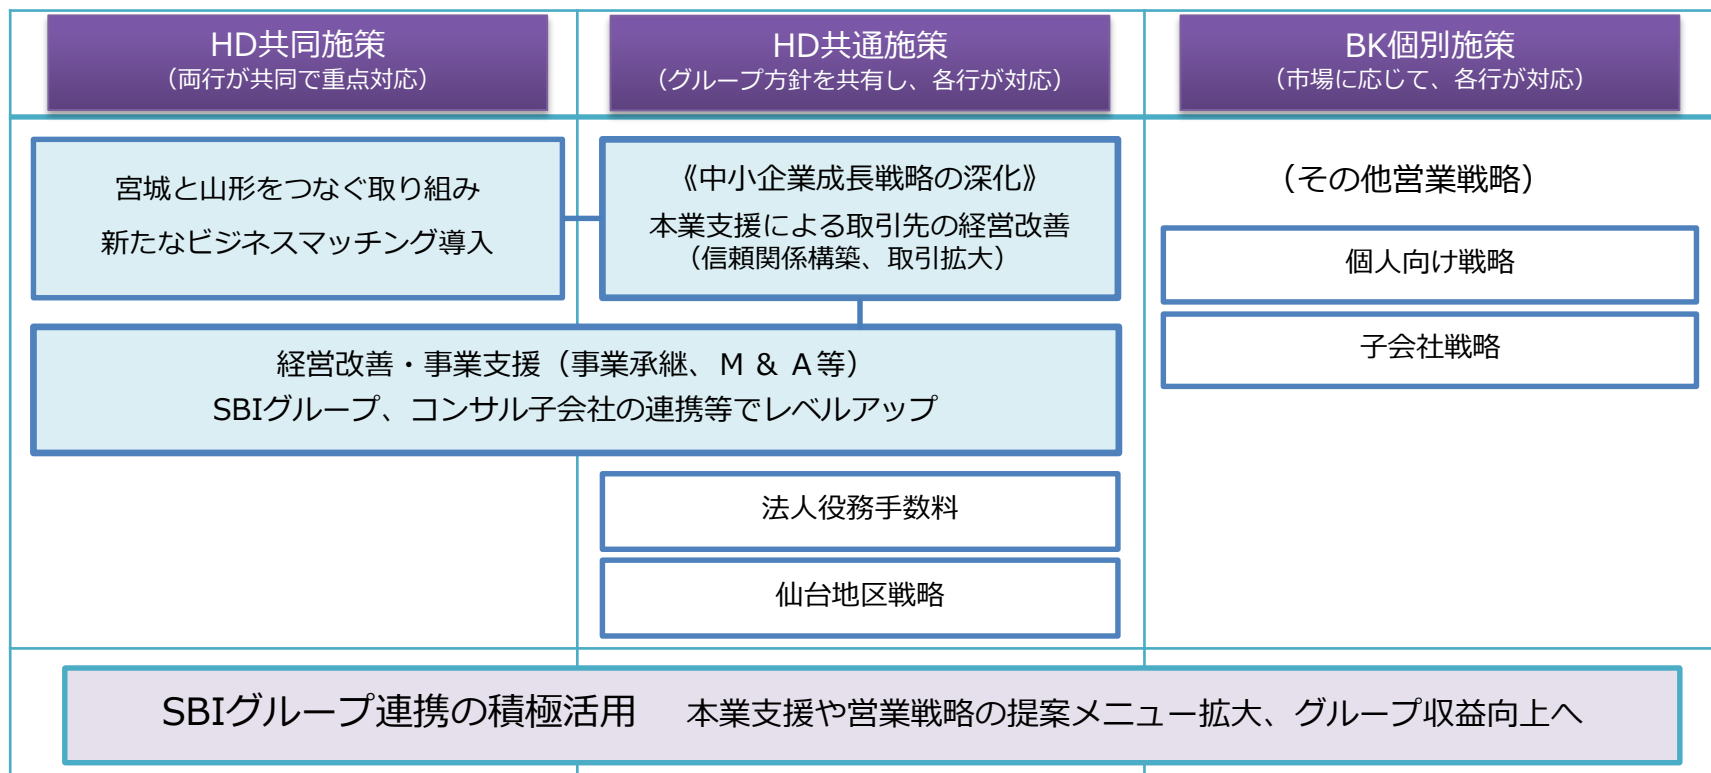 HD共同施策
（両行が共同で重点対応）
HD共通施策
（グループ方針を共有し、各行が対応）
BK個別施策
（市場に応じて、各行が対応）
宮城と山形をつなぐ取り組み
新たなビジネスマッチング導入
《中小企業成長戦略の深化》
本業支援による取引先の経営改善
（信頼関係構築、取引拡大）
（その他営業戦略）
個人向け戦略
子会社戦略
経営改善・事業支援（事業承継、Ｍ＆Ａ等）
SBIグループ、コンサル子会社の連携等でレベルアップ
法人役務手数料
仙台地区戦略
SBIグループ連携の積極活用　本業支援や営業戦略の提案メニュー拡大、グループ収益向上へ